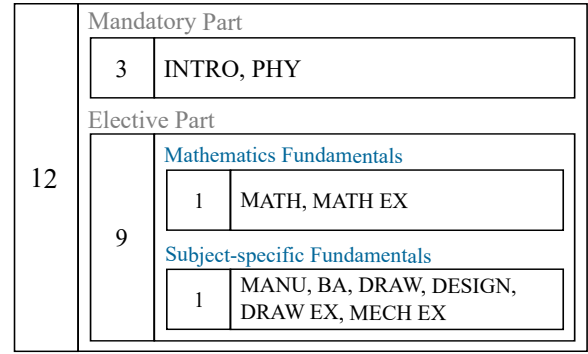 Mandatory Part
3
INTRO, PHY
Elective Part
12
9
Mathematics Fundamentals
1
MATH, MATH EX
Subject-specific Fundamentals
1
MANU, BA, DRAW, DESIGN,
DRAW EX, MECH EX